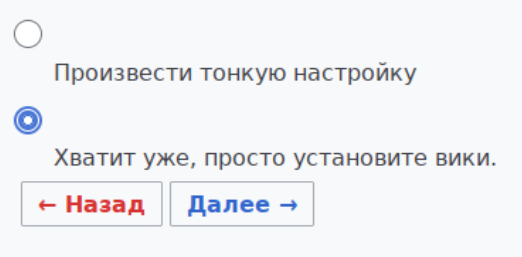 Произвести тонкую настройку
Хватит уже, просто установите вики.
← Назад Далее →